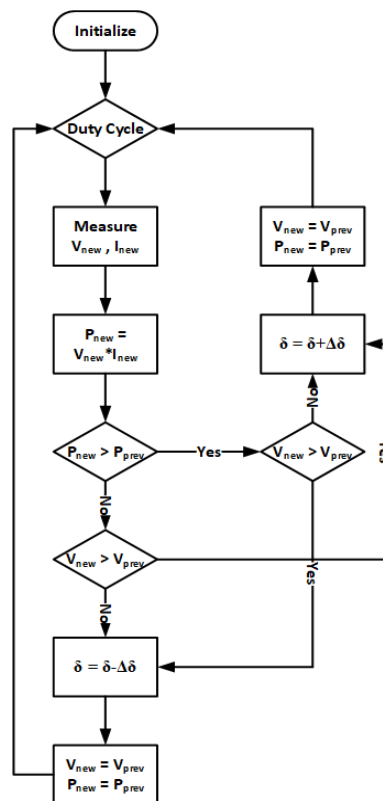 Initialize
Duty Cycle
Measure
Vnew , Inew
Pnew =
Vnew*Inew
Pnew > Pprev
Yes
Vnew > Vprev
No
δ = δ+Δδ
Vnew = Vprev
Pnew = Pprev
Yes
No
Vnew > Vprev
Yes
No
δ = δ-Δδ
Vnew = Vprev
Pnew = Pprev